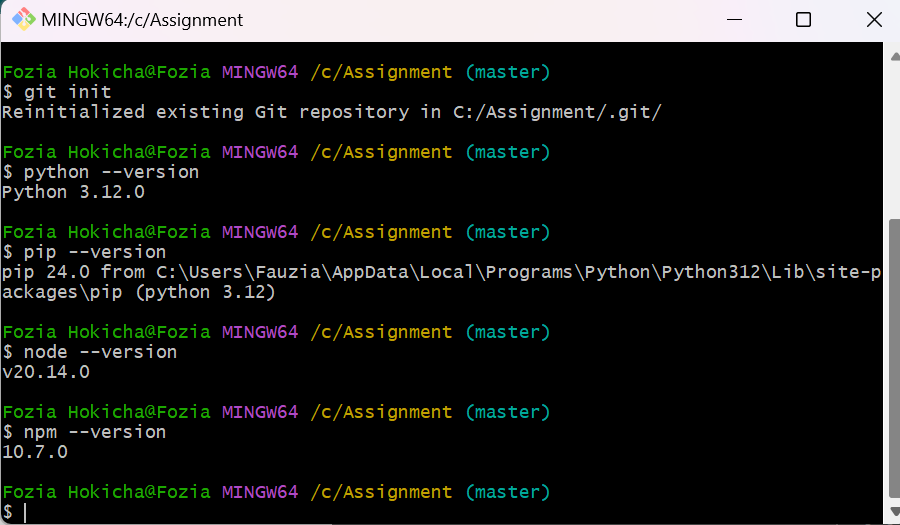 MINGW64:/c/Assignment
Fozia Hokicha@Fozia MINGW64 /c/Assignment (master)
$ git init
Reinitialized existing Git repository in C:/Assignment/.git/
Fozia Hokicha@Fozia MINGW64 /c/Assignment (master)
$ python --version
Python 3.12.0
Fozia Hokicha@Fozia MINGW64 /c/Assignment (master)
$ pip --version
pip 24.0 from C:\Users\Fauzia\AppData\Local\Programs\Python\Python312\Lib\site-p
ackages\pip (python 3.12)
Fozia Hokicha@Fozia MINGW64 /c/Assignment (master)
$ node --version
v20.14.0
Fozia Hokicha@Fozia MINGW64 /c/Assignment (master)
$ npm --version
10.7.0
Fozia Hokicha@Fozia MINGW64 /c/Assignment (master)
$